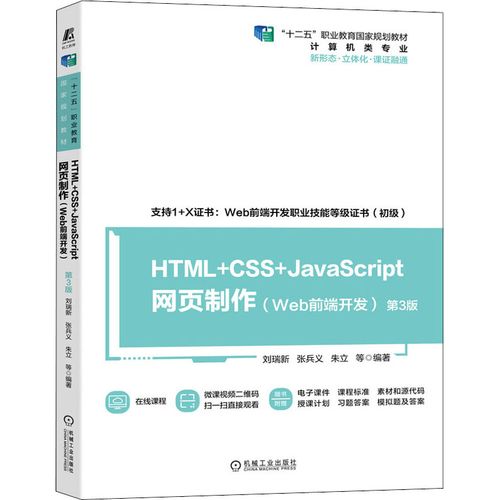 机工教育
"十二五"职业教育
国家规划教材
HTML+CSS+JavaScript
网页制作(Web前端开发)
第3版
刘瑞新 张兵义 朱立 等◎编著
机械工业出版社
"十二五"职业教育国家规划教材
计算机类专业
新形态·立体化·课证融通
支持1+X证书:Web前端开发职业技能等级证书(初级)
HTML+CSS+JavaScript
网页制作(Web前端开发) 第3版
刘瑞新 张兵义 朱立 等◎编著
在线课程
微课视频二维码
扫一扫直接观看
随书
附赠
电子课件 课程标准 素材和源代码
授课计划 习题答案 模拟题及答案
机械工业出版社
CHINA MACHINE PRESS